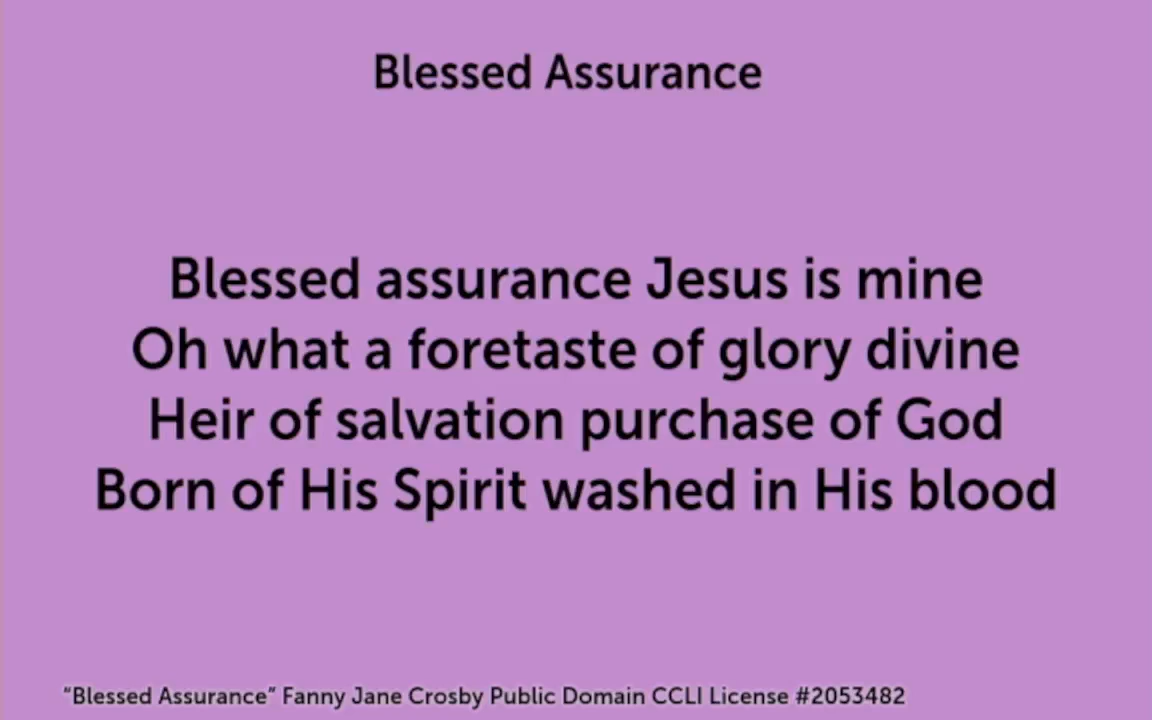 Blessed Assurance
Blessed assurance Jesus is mine
Oh what a foretaste of glory divine
Heir of salvation purchase of God
Born of His Spirit washed in His blood
“Blessed Assurance” Fanny Jane Crosby Public Domain CCLI License #2053482